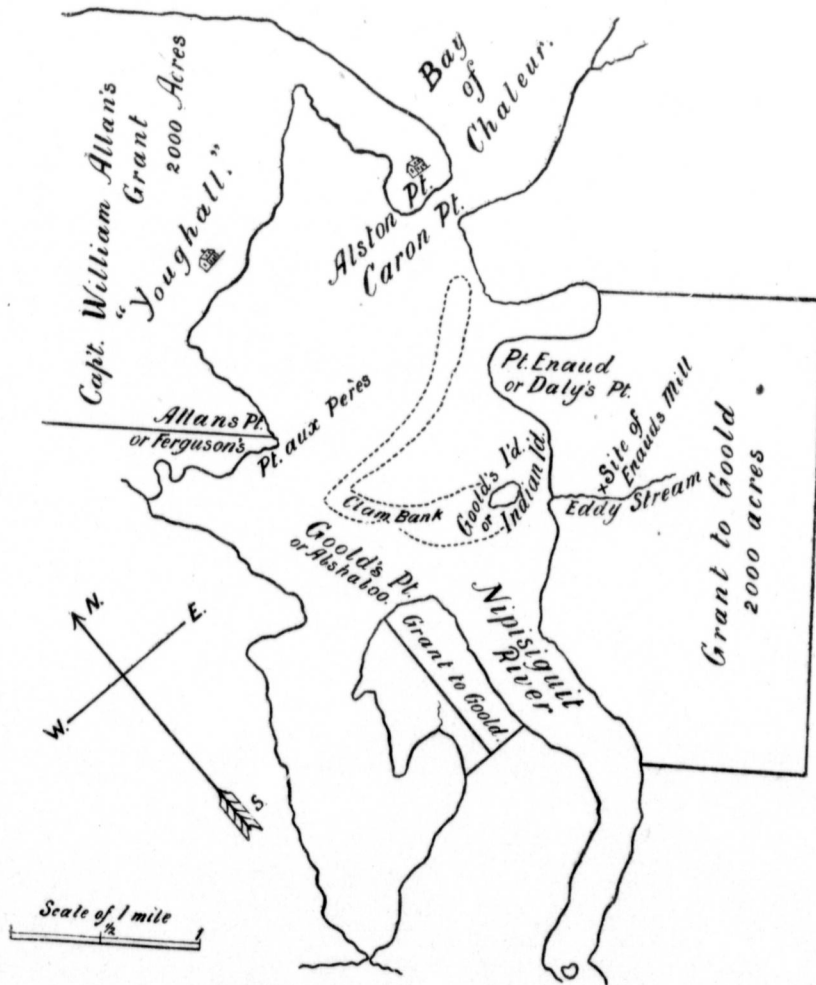 Bay
of
Chaleur.
Capt. William Allan's
Grant
2000 Acres
"Youghall."
Alston Pt.
Caron Pt.
Pt. Enaud
or Daly's Pt.
Allans Pt.
or Ferguson's
Pt. aux Peres
Site of
Enauds Mill
Eddy Stream
Goold's I'd.
or
Indian I'd.
Clam Bank
Grant to Goold
2000 acres
Goold's Pt.
or Alshaboo.
Nipisiguit
River
Grant to Goold.
N.
E.
W.
S.
Scale of 1 mile
½
1